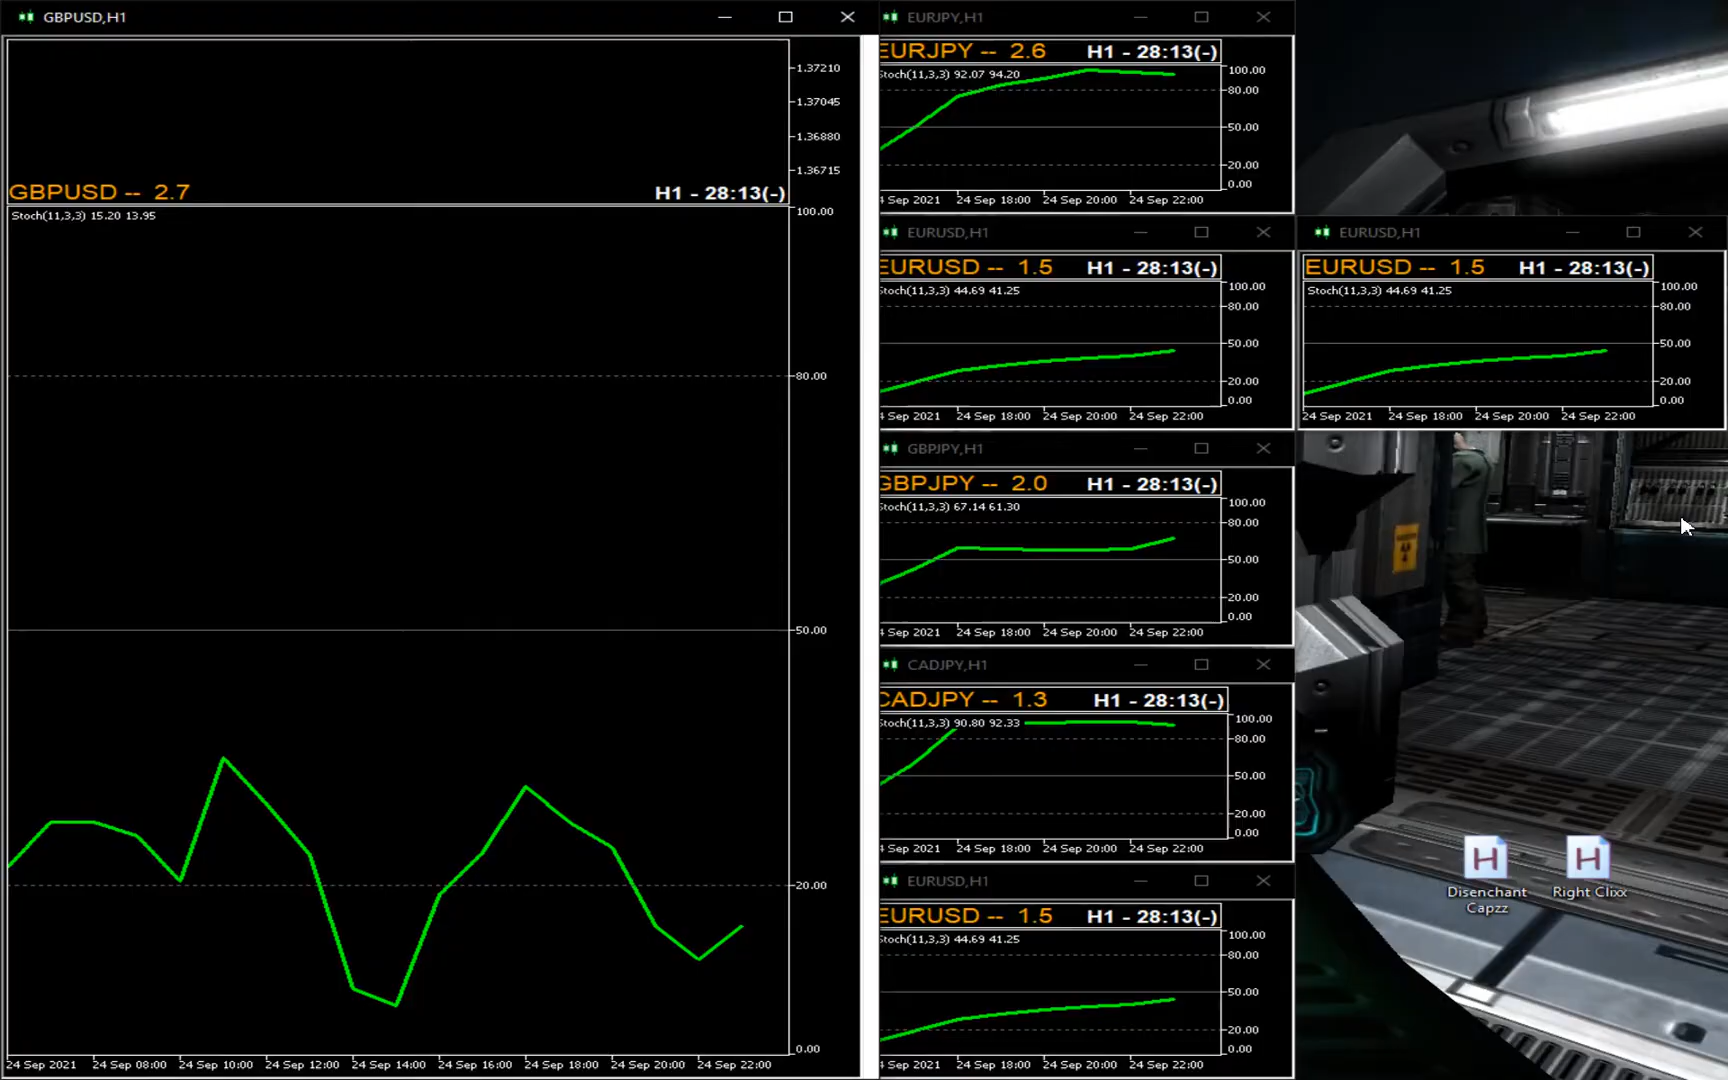 GBPUSD,H1
1.37210
1.37045
1.36880
1.36715
GBPUSD -- 2.7
H1 - 28:13(-)
Stoch(11,3,3) 15.20 13.95
100.00
80.00
50.00
20.00
0.00
24 Sep 2021 24 Sep 08:00 24 Sep 10:00 24 Sep 12:00 24 Sep 14:00 24 Sep 16:00 24 Sep 18:00 24 Sep 20:00 24 Sep 22:00
EURJPY,H1
EURJPY -- 2.6
H1 - 28:13(-)
Stoch(11,3,3) 92.07 94.20
100.00
80.00
50.00
20.00
0.00
4 Sep 2021 24 Sep 18:00 24 Sep 20:00 24 Sep 22:00
EURUSD,H1
EURUSD -- 1.5
H1 - 28:13(-)
Stoch(11,3,3) 44.69 41.25
100.00
80.00
50.00
20.00
0.00
4 Sep 2021 24 Sep 18:00 24 Sep 20:00 24 Sep 22:00
EURUSD,H1
EURUSD -- 1.5
H1 - 28:13(-)
Stoch(11,3,3) 44.69 41.25
100.00
80.00
50.00
20.00
0.00
24 Sep 2021 24 Sep 18:00 24 Sep 20:00 24 Sep 22:00
GBPJPY,H1
GBPJPY -- 2.0
H1 - 28:13(-)
Stoch(11,3,3) 67.14 61.30
100.00
80.00
50.00
20.00
0.00
4 Sep 2021 24 Sep 18:00 24 Sep 20:00 24 Sep 22:00
CADJPY,H1
CADJPY -- 1.3
H1 - 28:13(-)
Stoch(11,3,3) 90.80 92.33
100.00
80.00
50.00
20.00
0.00
4 Sep 2021 24 Sep 18:00 24 Sep 20:00 24 Sep 22:00
EURUSD,H1
EURUSD -- 1.5
H1 - 28:13(-)
Stoch(11,3,3) 44.69 41.25
100.00
80.00
50.00
20.00
0.00
4 Sep 2021 24 Sep 18:00 24 Sep 20:00 24 Sep 22:00
H
Disenchant
Capzz
H
Right Clixx